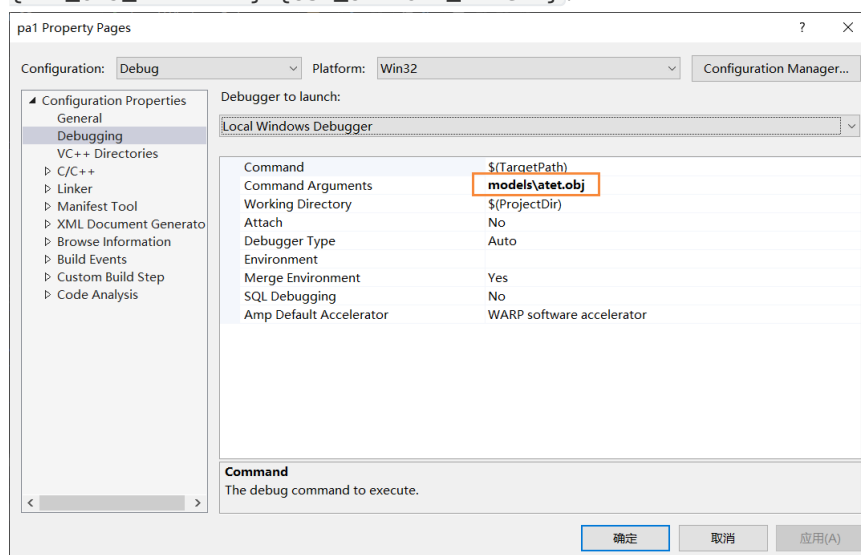 pa1 Property Pages
?
Configuration: Debug Platform: Win32 Configuration Manager...
Configuration Properties
General
Debugging
VC++ Directories
C/C++
Linker
Manifest Tool
XML Document Generato
Browse Information
Build Events
Custom Build Step
Code Analysis
Debugger to launch:
Local Windows Debugger
Command $(TargetPath)
Command Arguments models\atet.obj
Working Directory $(ProjectDir)
Attach No
Debugger Type Auto
Environment
Merge Environment Yes
SQL Debugging No
Amp Default Accelerator WARP software accelerator
Command
The debug command to execute.
确定 取消 应用(A)